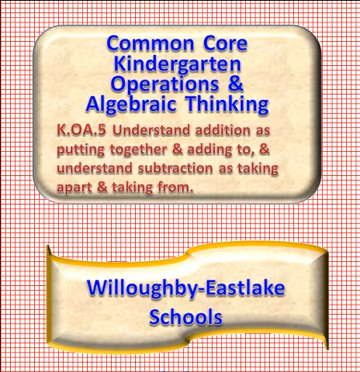 Common Core
Kindergarten
Operations &
Algebraic Thinking
K.OA.5 Understand addition as
putting together & adding to, &
understand subtraction as taking
apart & taking from.
Willoughby-Eastlake
Schools